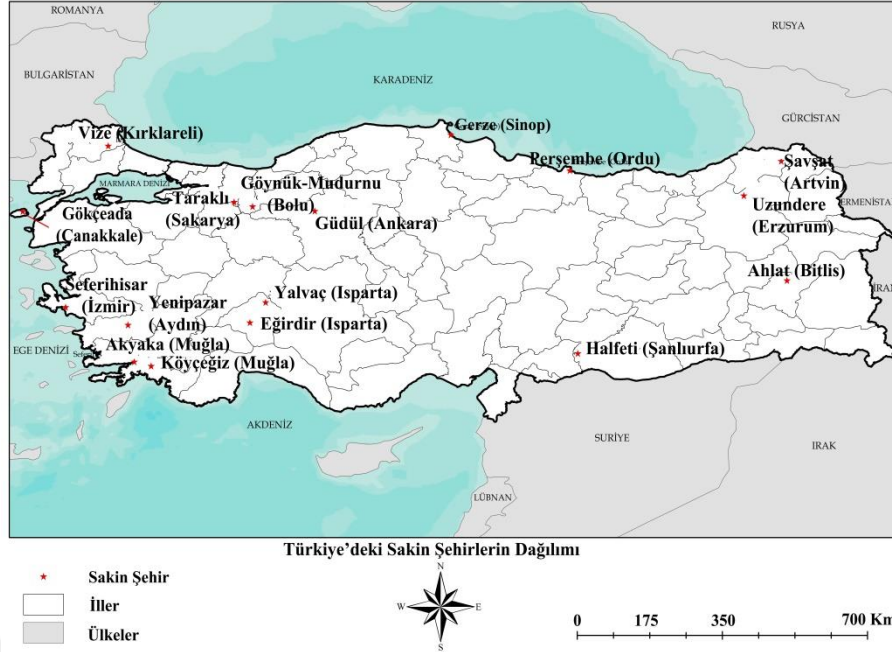 ROMANYA
RUSYA
BULGARİSTAN
KARADENİZ
GÜRCİSTAN
Vize (Kırklareli)
Gerze (Sinop)
Perşembe (Ordu)
Şavşat
(Artvin)
MARMARA DENİZİ
Taraklı
(Sakarya)
Göynük-Mudurnu
(Bolu)
Güdül (Ankara)
Uzundere
(Erzurum)
ERMENİSTA
Gökçeada
(Çanakkale)
Ahlat (Bitlis)
İRAN
Seferihisar
(İzmir)
Yenipazar
(Aydın)
Yalvaç (Isparta)
Eğirdir (Isparta)
EGE DENİZİ
Akyaka (Muğla)
Köyçeğiz (Muğla)
Halfeti (Şanlıurfa)
AKDENİZ
SURİYE
IRAK
LÜBNAN
Türkiye’deki Sakin Şehirlerin Dağılımı
Sakin Şehir
İller
Ülkeler
N
W
E
S
0 175 350 700 Km